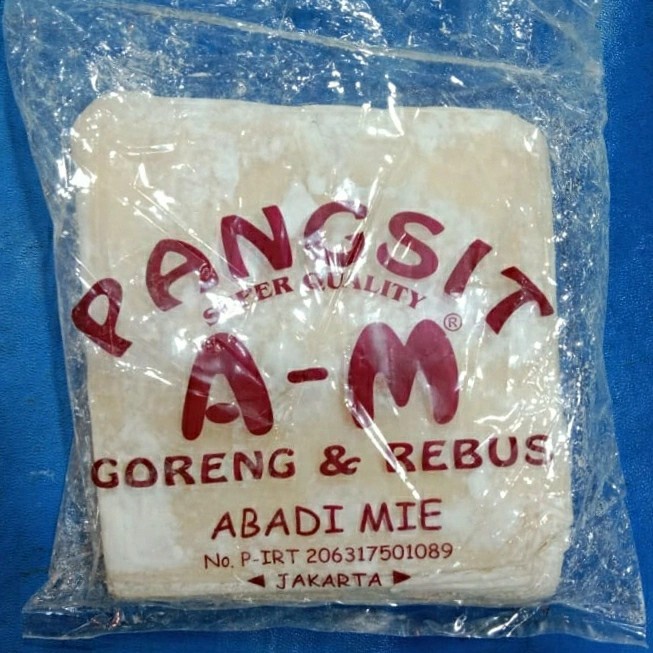 PANGSIT
SUPER QUALITY
A-M®
GORENG & REBUS
ABADI MIE
No. P-IRT 206317501089
◄ JAKARTA ►